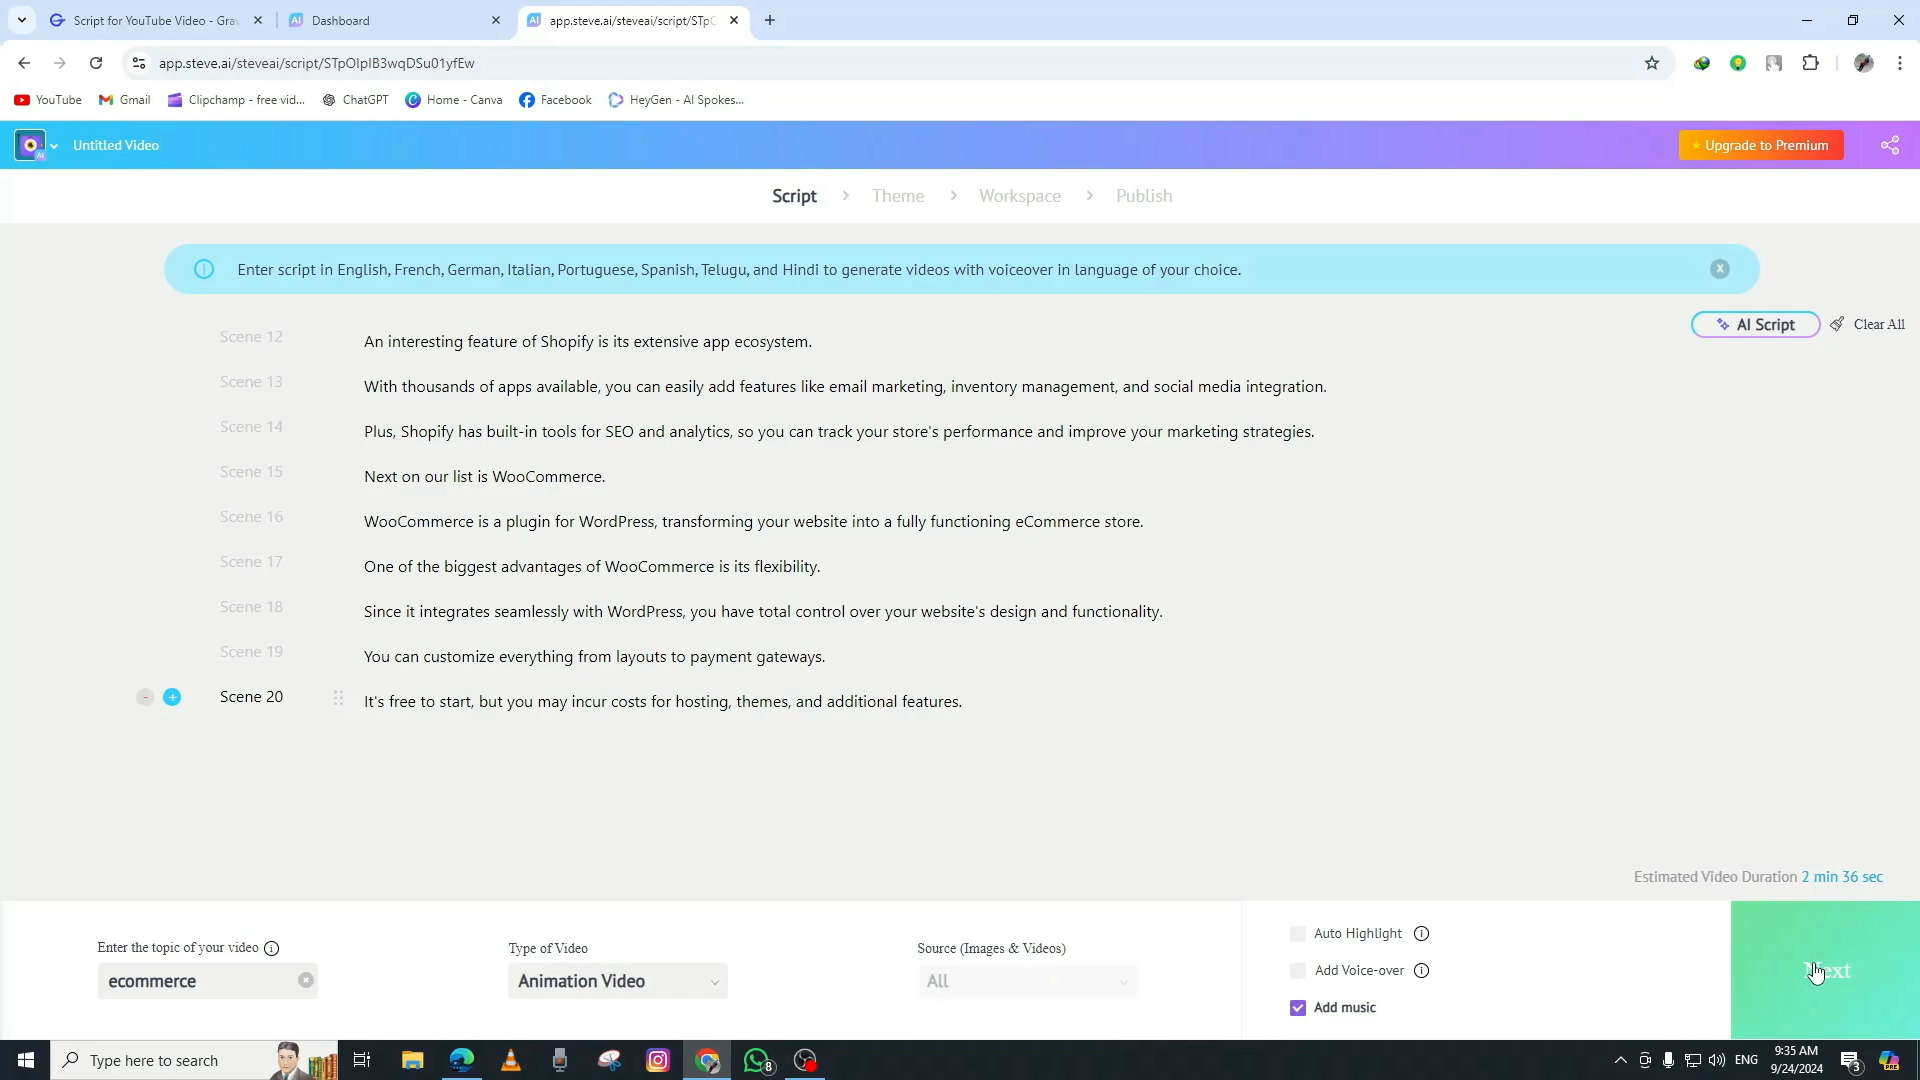 Script for YouTube Video - Gra
Dashboard
app.steve.ai/steveai/script/STpO
app.steve.ai/steveai/script/STpOIpIB3wqDSu01yfEw
YouTube
Gmail
Clipchamp - free vid...
ChatGPT
Home - Canva
Facebook
HeyGen - AI Spokes...
Untitled Video
Upgrade to Premium
Script > Theme > Workspace > Publish
Enter script in English, French, German, Italian, Portuguese, Spanish, Telugu, and Hindi to generate videos with voiceover in language of your choice.
AI Script
Clear All
Scene 12 An interesting feature of Shopify is its extensive app ecosystem.
Scene 13 With thousands of apps available, you can easily add features like email marketing, inventory management, and social media integration.
Scene 14 Plus, Shopify has built-in tools for SEO and analytics, so you can track your store's performance and improve your marketing strategies.
Scene 15 Next on our list is WooCommerce.
Scene 16 WooCommerce is a plugin for WordPress, transforming your website into a fully functioning eCommerce store.
Scene 17 One of the biggest advantages of WooCommerce is its flexibility.
Scene 18 Since it integrates seamlessly with WordPress, you have total control over your website's design and functionality.
Scene 19 You can customize everything from layouts to payment gateways.
Scene 20 It's free to start, but you may incur costs for hosting, themes, and additional features.
Estimated Video Duration 2 min 36 sec
Enter the topic of your video
ecommerce
Type of Video
Animation Video
Source (Images & Videos)
All
Auto Highlight
Add Voice-over
Add music
Next
Type here to search
8
ENG
9:35 AM
9/24/2024
3